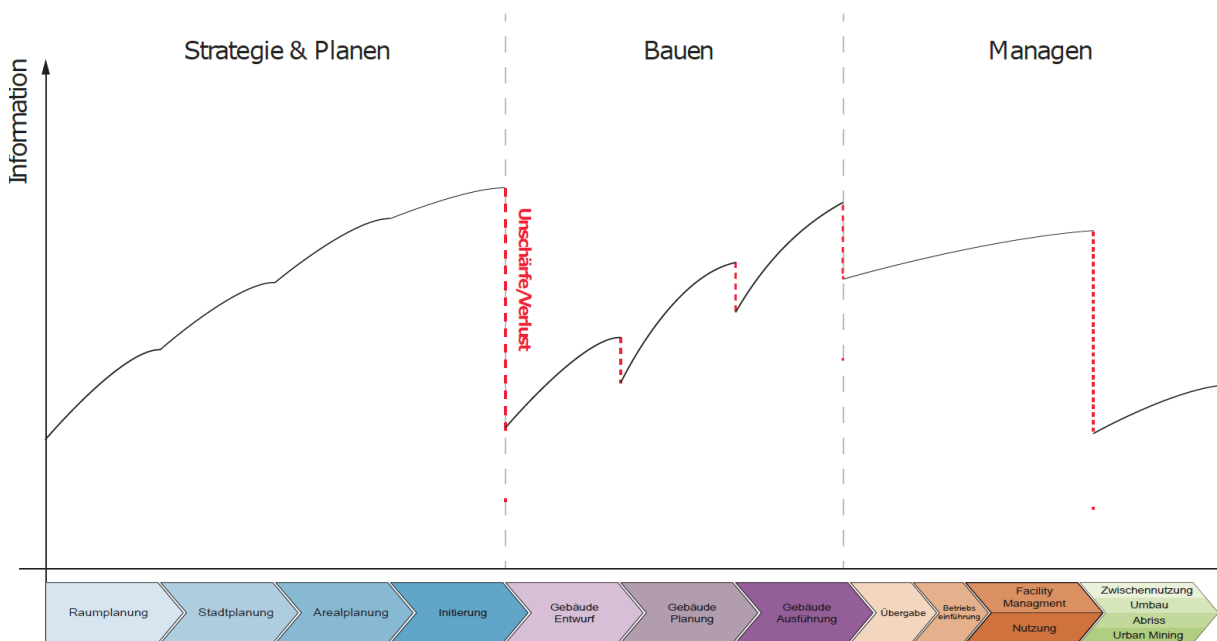 Strategie & Planen
Bauen
Managen
Information
Unschärfe/Verlust
Raumplanung
Stadtplanung
Arealplanung
Initierung
Gebäude
Entwurf
Gebäude
Planung
Gebäude
Ausführung
Übergabe
Betriebs
einführung
Facility
Managment
Nutzung
Zwischennutzung
Umbau
Abriss
Urban Mining